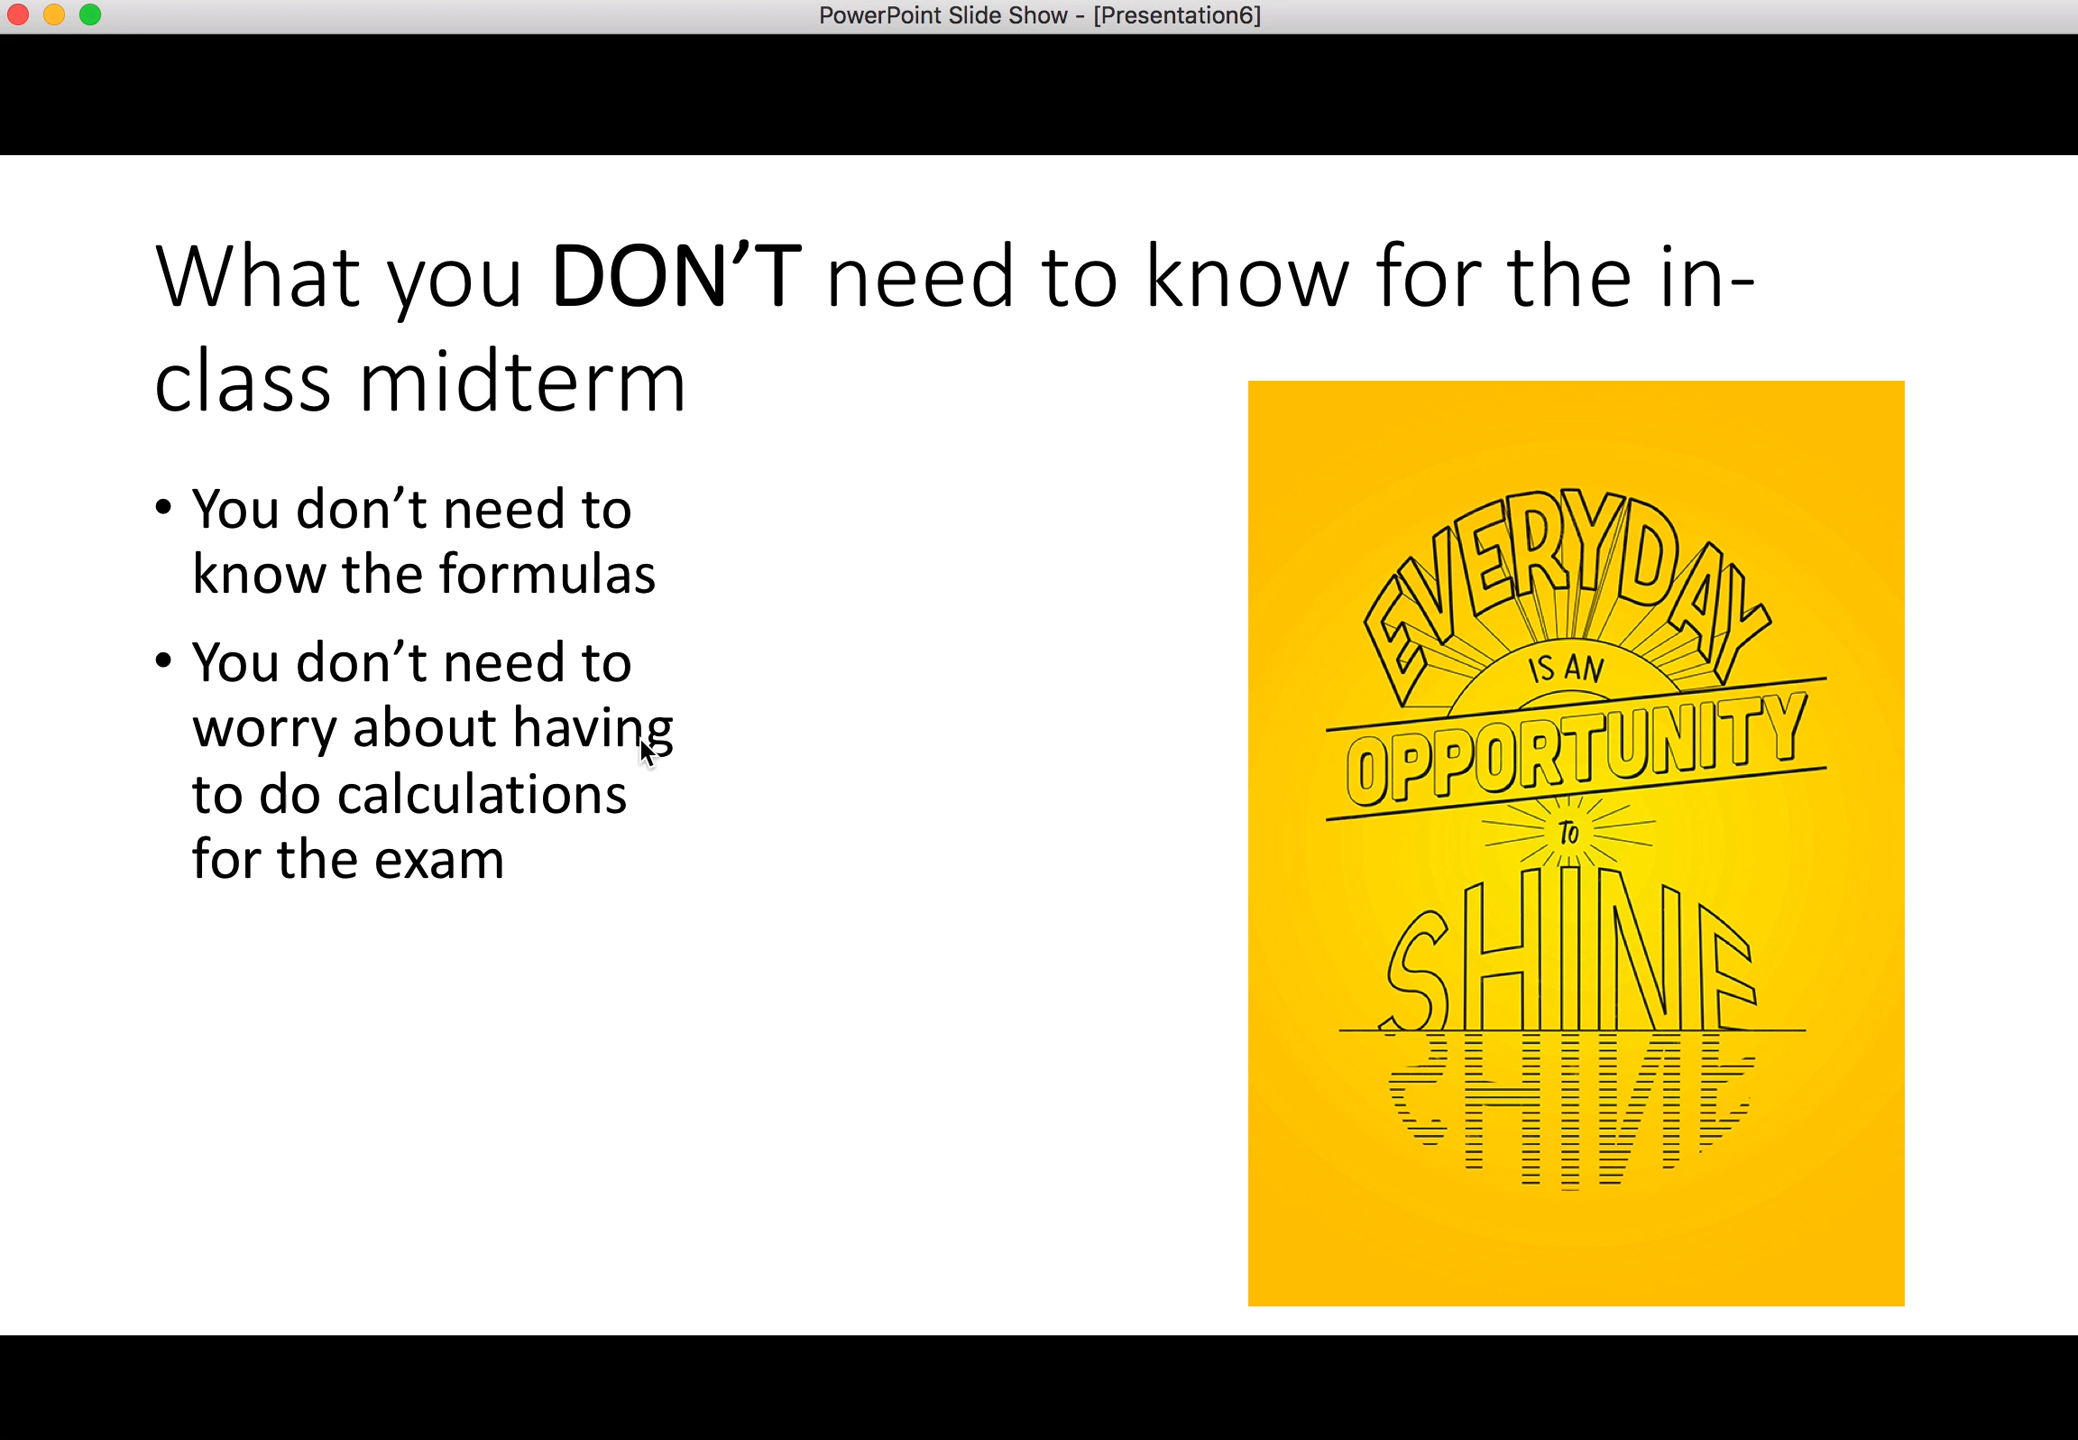 PowerPoint Slide Show - [Presentation6]
What you DON’T need to know for the in-
class midterm
• You don’t need to
know the formulas
• You don’t need to
worry about having
to do calculations
for the exam
EVERYDAY
IS AN
OPPORTUNITY
TO
SHINE